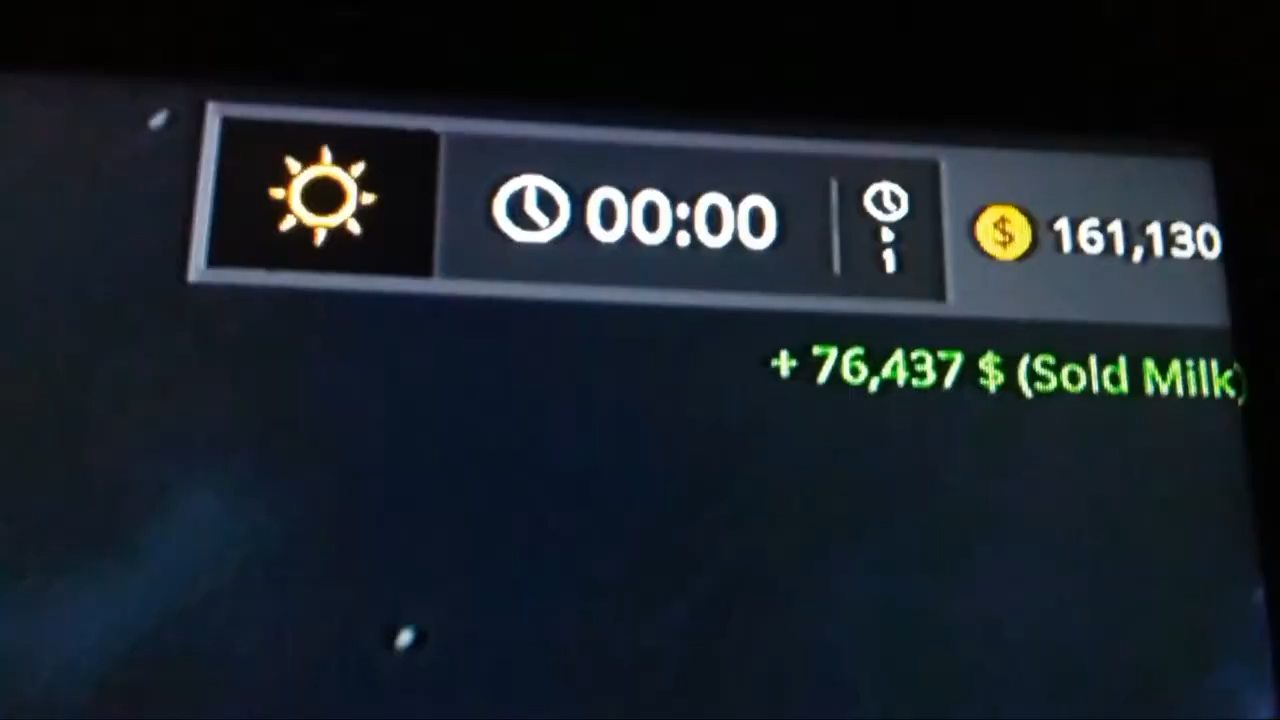 00:00
1
$ 161,130
+ 76,437 $ (Sold Milk)